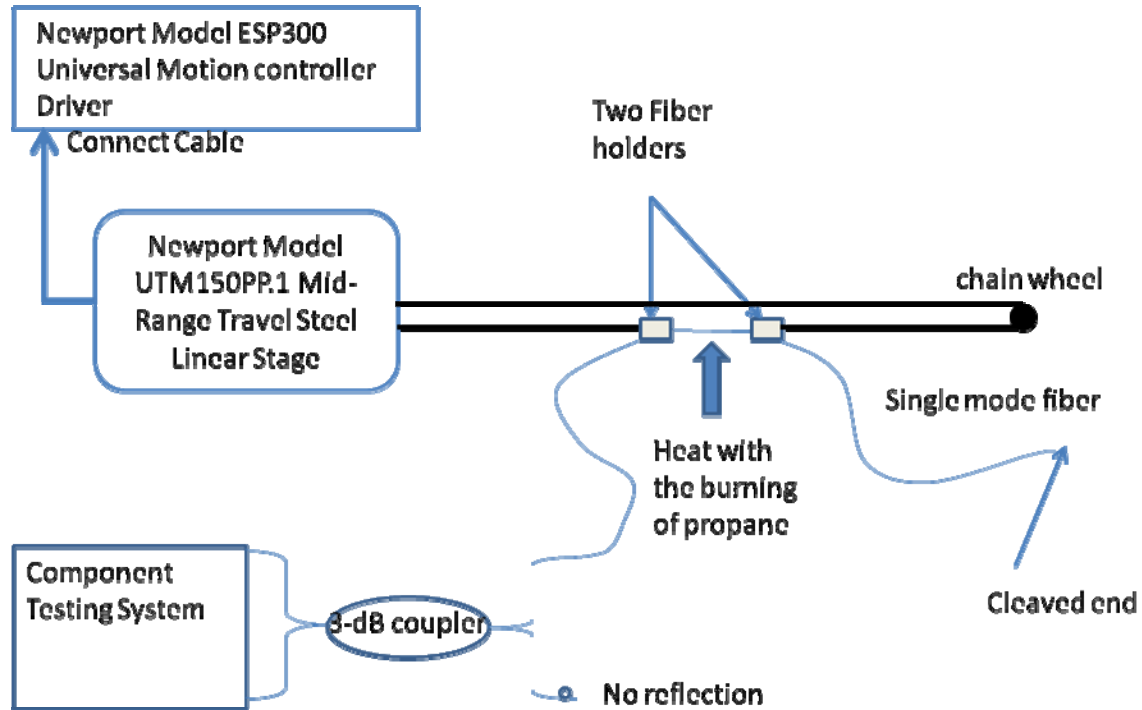 Newport Model ESP300
Universal Motion controller
Driver
Connect Cable
Two Fiber
holders
Newport Model
UTM150PP.1 Mid-
Range Travel Steel
Linear Stage
chain wheel
Single mode fiber
Heat with
the burning
of propane
Cleaved end
Component
Testing System
3-dB coupler
No reflection